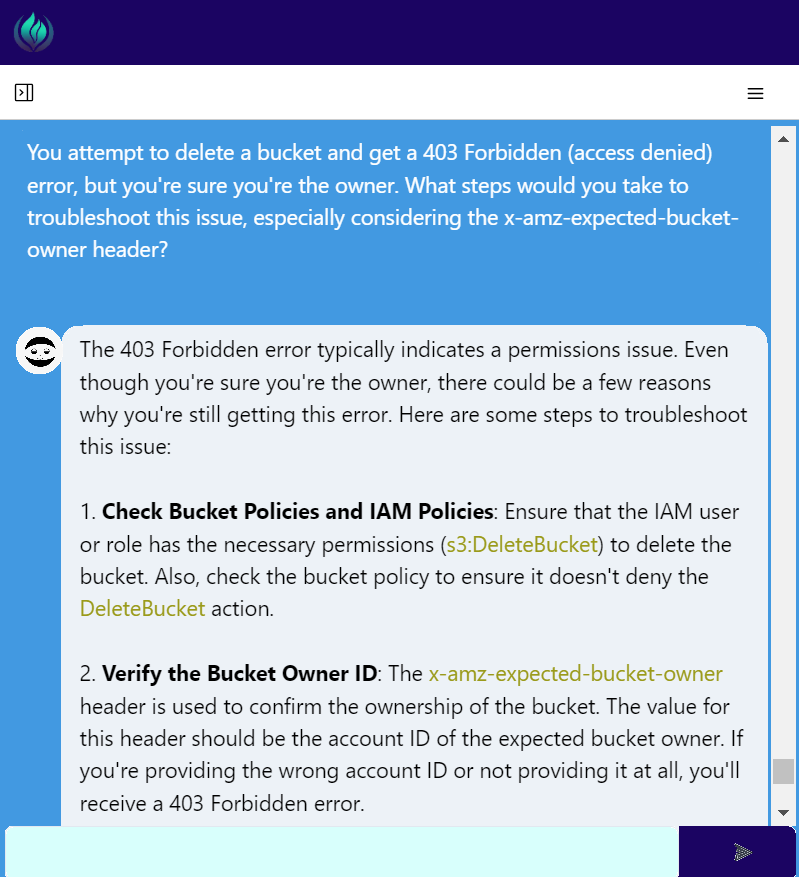 You attempt to delete a bucket and get a 403 Forbidden (access denied)
error, but you're sure you're the owner. What steps would you take to
troubleshoot this issue, especially considering the x-amz-expected-bucket-
owner header?
The 403 Forbidden error typically indicates a permissions issue. Even
though you're sure you're the owner, there could be a few reasons
why you're still getting this error. Here are some steps to troubleshoot
this issue:
1. Check Bucket Policies and IAM Policies: Ensure that the IAM user
or role has the necessary permissions (s3:DeleteBucket) to delete the
bucket. Also, check the bucket policy to ensure it doesn't deny the
DeleteBucket action.
2. Verify the Bucket Owner ID: The x-amz-expected-bucket-owner
header is used to confirm the ownership of the bucket. The value for
this header should be the account ID of the expected bucket owner. If
you're providing the wrong account ID or not providing it at all, you'll
receive a 403 Forbidden error.